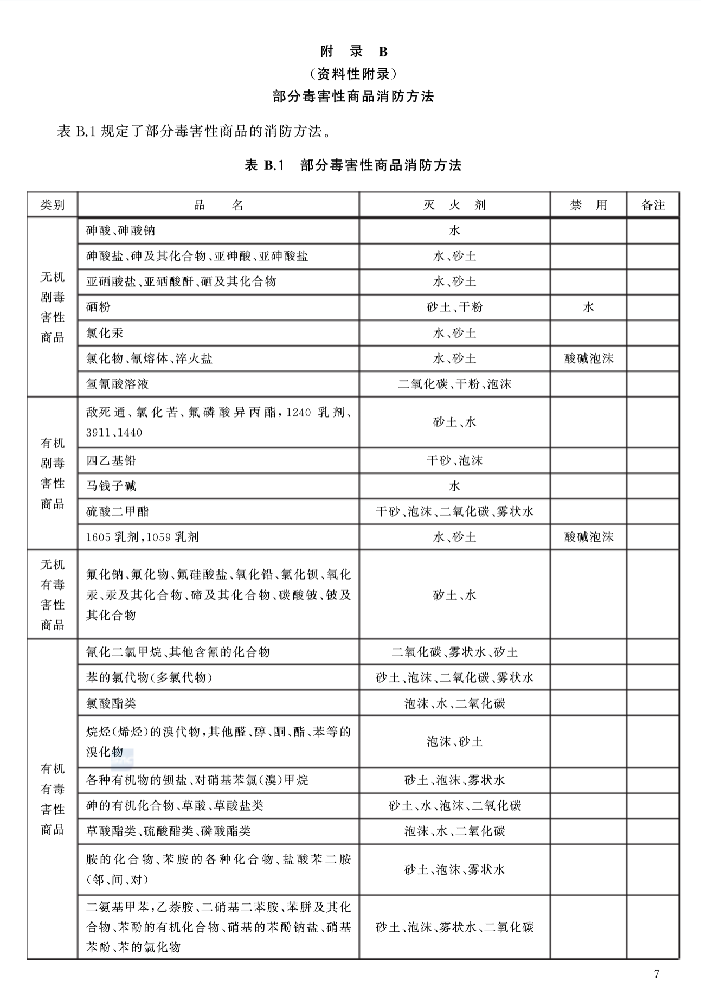 附 录 B
（资料性附录）
部分毒害性商品消防方法
表 B.1 规定了部分毒害性商品的消防方法。
表 B.1 部分毒害性商品消防方法
类别 品 名 灭 火 剂 禁 用 备注
无机
剧毒
害性
商品
砷酸、砷酸钠 水
砷酸盐、砷及其化合物、亚砷酸、亚砷酸盐 水、砂土
亚硒酸盐、亚硒酸酐、硒及其化合物 水、砂土
硒粉 砂土、干粉 水
氯化汞 水、砂土
氯化物、氰熔体、淬火盐 水、砂土 酸碱泡沫
氢氰酸溶液 二氧化碳、干粉、泡沫
有机
剧毒
害性
商品
敌死通、氯化苦、氟磷酸异丙酯，1240 乳剂、
3911、1440
砂土、水
四乙基铅 干砂、泡沫
马钱子碱 水
硫酸二甲酯 干砂、泡沫、二氧化碳、雾状水
1605 乳剂，1059 乳剂 水、砂土 酸碱泡沫
无机
有毒
害性
商品
氟化钠、氟化物、氟硅酸盐、氧化铅、氯化钡、氧化
汞、汞及其化合物、碲及其化合物、碳酸铍、铍及
其化合物
砂土、水
有机
有毒
害性
商品
氰化二氯甲烷、其他含氰的化合物 二氧化碳、雾状水、砂土
苯的氯代物（多氯代物） 砂土、泡沫、二氧化碳、雾状水
氯酸酯类 泡沫、水、二氧化碳
烷烃（烯烃）的溴代物，其他醛、醇、酮、酯、苯等的
溴化物
泡沫、砂土
各种有机物的钡盐、对硝基苯氯（溴）甲烷 砂土、泡沫、雾状水
砷的有机化合物、草酸、草酸盐类 砂土、水、泡沫、二氧化碳
草酸酯类、硫酸酯类、磷酸酯类 泡沫、水、二氧化碳
胺的化合物、苯胺的各种化合物、盐酸苯二胺
（邻、间、对）
砂土、泡沫、雾状水
二氨基甲苯，乙萘胺、二硝基二苯胺、苯肼及其化
合物、苯酚的有机化合物、硝基的苯酚钠盐、硝基
苯酚、苯的氯化物
砂土、泡沫、雾状水、二氧化碳
7